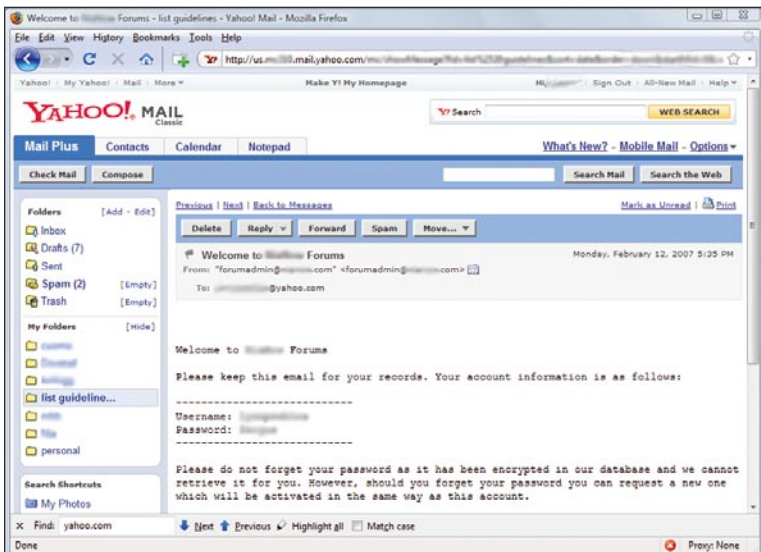 Welcome to Forums - list guidelines - Yahoo! Mail - Mozilla Firefox
File Edit View History Bookmarks Tools Help
http://us. .mail.yahoo.com/
Yahoo! My Yahoo! Mail More Make Y! My Homepage Hi, Sign Out All-New Mail Help
YAHOO! MAIL Classic
Y! Search WEB SEARCH
Mail Plus Contacts Calendar Notepad What's New? - Mobile Mail - Options
Check Mail Compose Search Mail Search the Web
Folders [Add - Edit]
Inbox
Drafts (7)
Sent
Spam (2) [Empty]
Trash [Empty]
My Folders [Hide]
list guideline...
personal
Search Shortcuts
My Photos
Previous | Next | Back to Messages Mark as Unread | Print
Delete Reply Forward Spam Move...
Welcome to Forums Monday, February 12, 2007 5:35 PM
From: "forumadmin@ .com" <forumadmin@ .com>
To: @yahoo.com
Welcome to Forums
Please keep this email for your records. Your account information is as follows:
----------------------------
Username:
Password:
----------------------------
Please do not forget your password as it has been encrypted in our database and we cannot
retrieve it for you. However, should you forget your password you can request a new one
which will be activated in the same way as this account.
x Find: yahoo.com Next Previous Highlight all Match case
Done Proxy: None